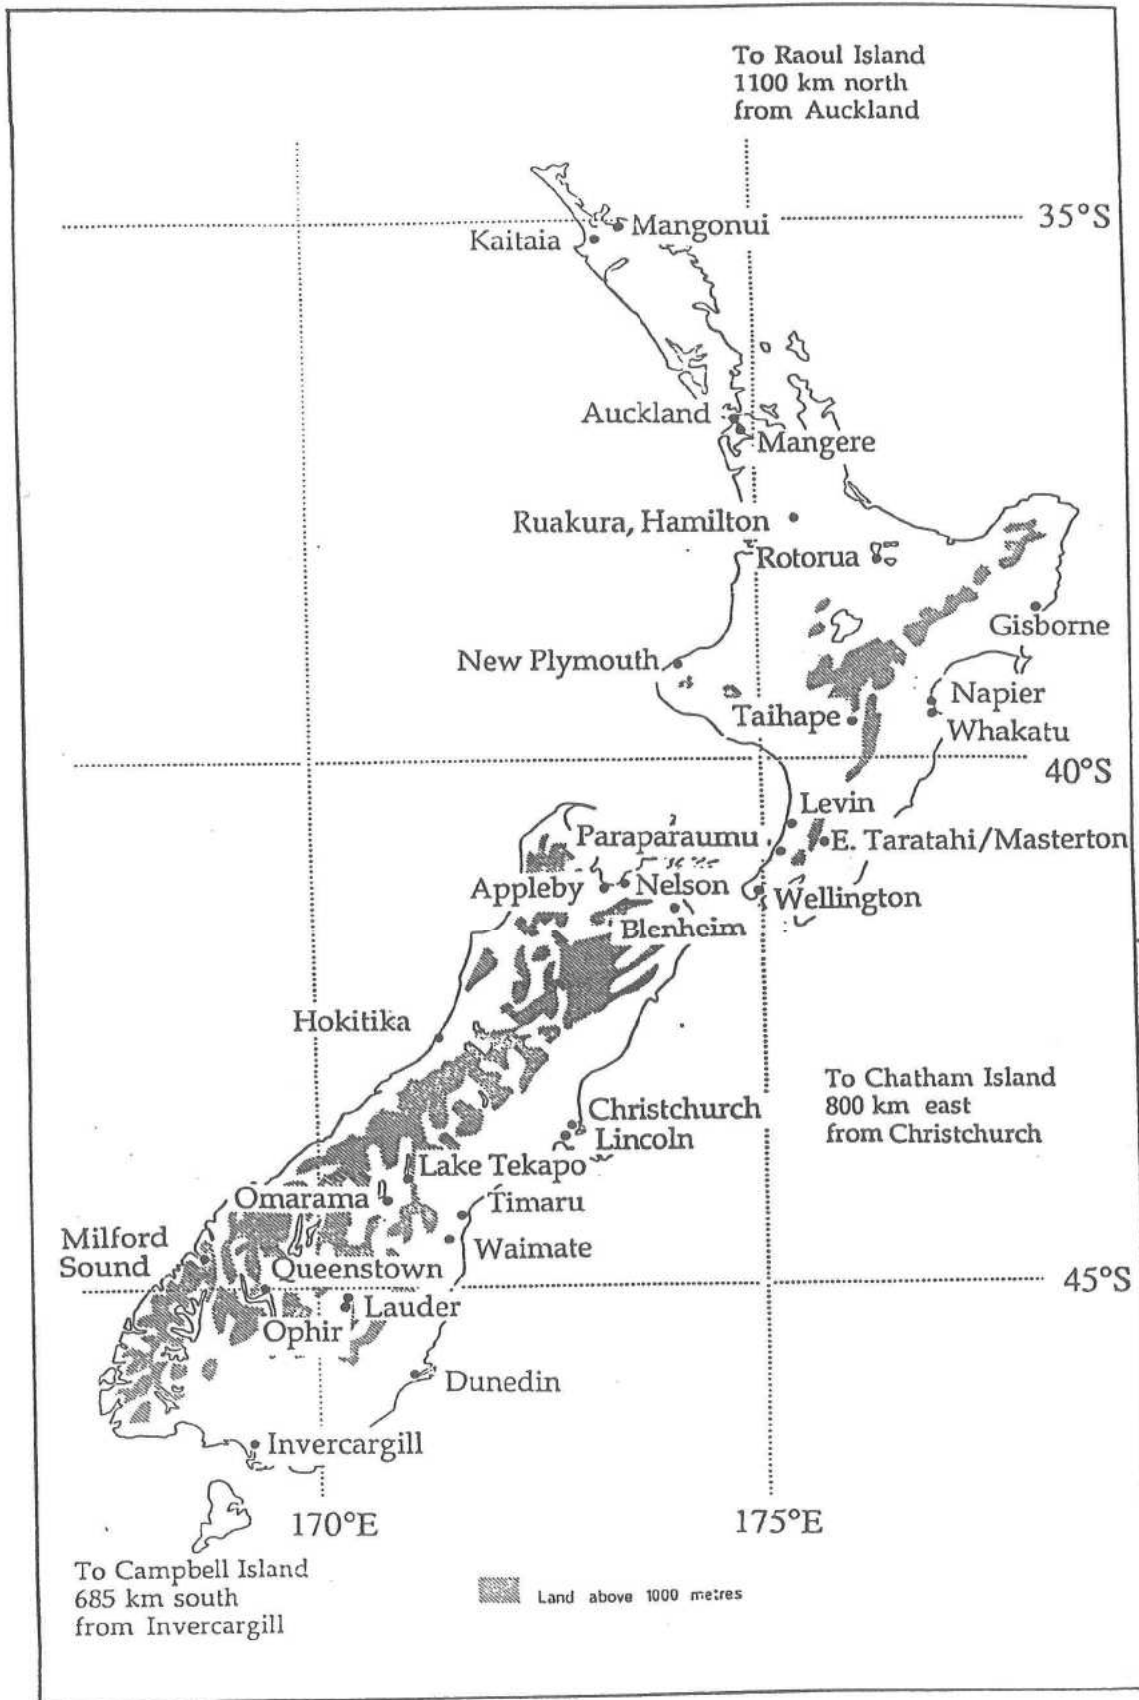 To Raoul Island
1100 km north
from Auckland
35°S
Mangonui
Kaitaia
Auckland
Mangere
Ruakura, Hamilton
Rotorua
Gisborne
New Plymouth
Napier
Taihape
Whakatu
40°S
Levin
Paraparaumu
E. Taratahi/Masterton
Appleby
Nelson
Wellington
Blenheim
Hokitika
To Chatham Island
800 km east
from Christchurch
Christchurch
Lincoln
Lake Tekapo
Omarama
Timaru
Milford
Sound
Waimate
Queenstown
45°S
Lauder
Ophir
Dunedin
Invercargill
170°E
175°E
To Campbell Island
685 km south
from Invercargill
Land above 1000 metres